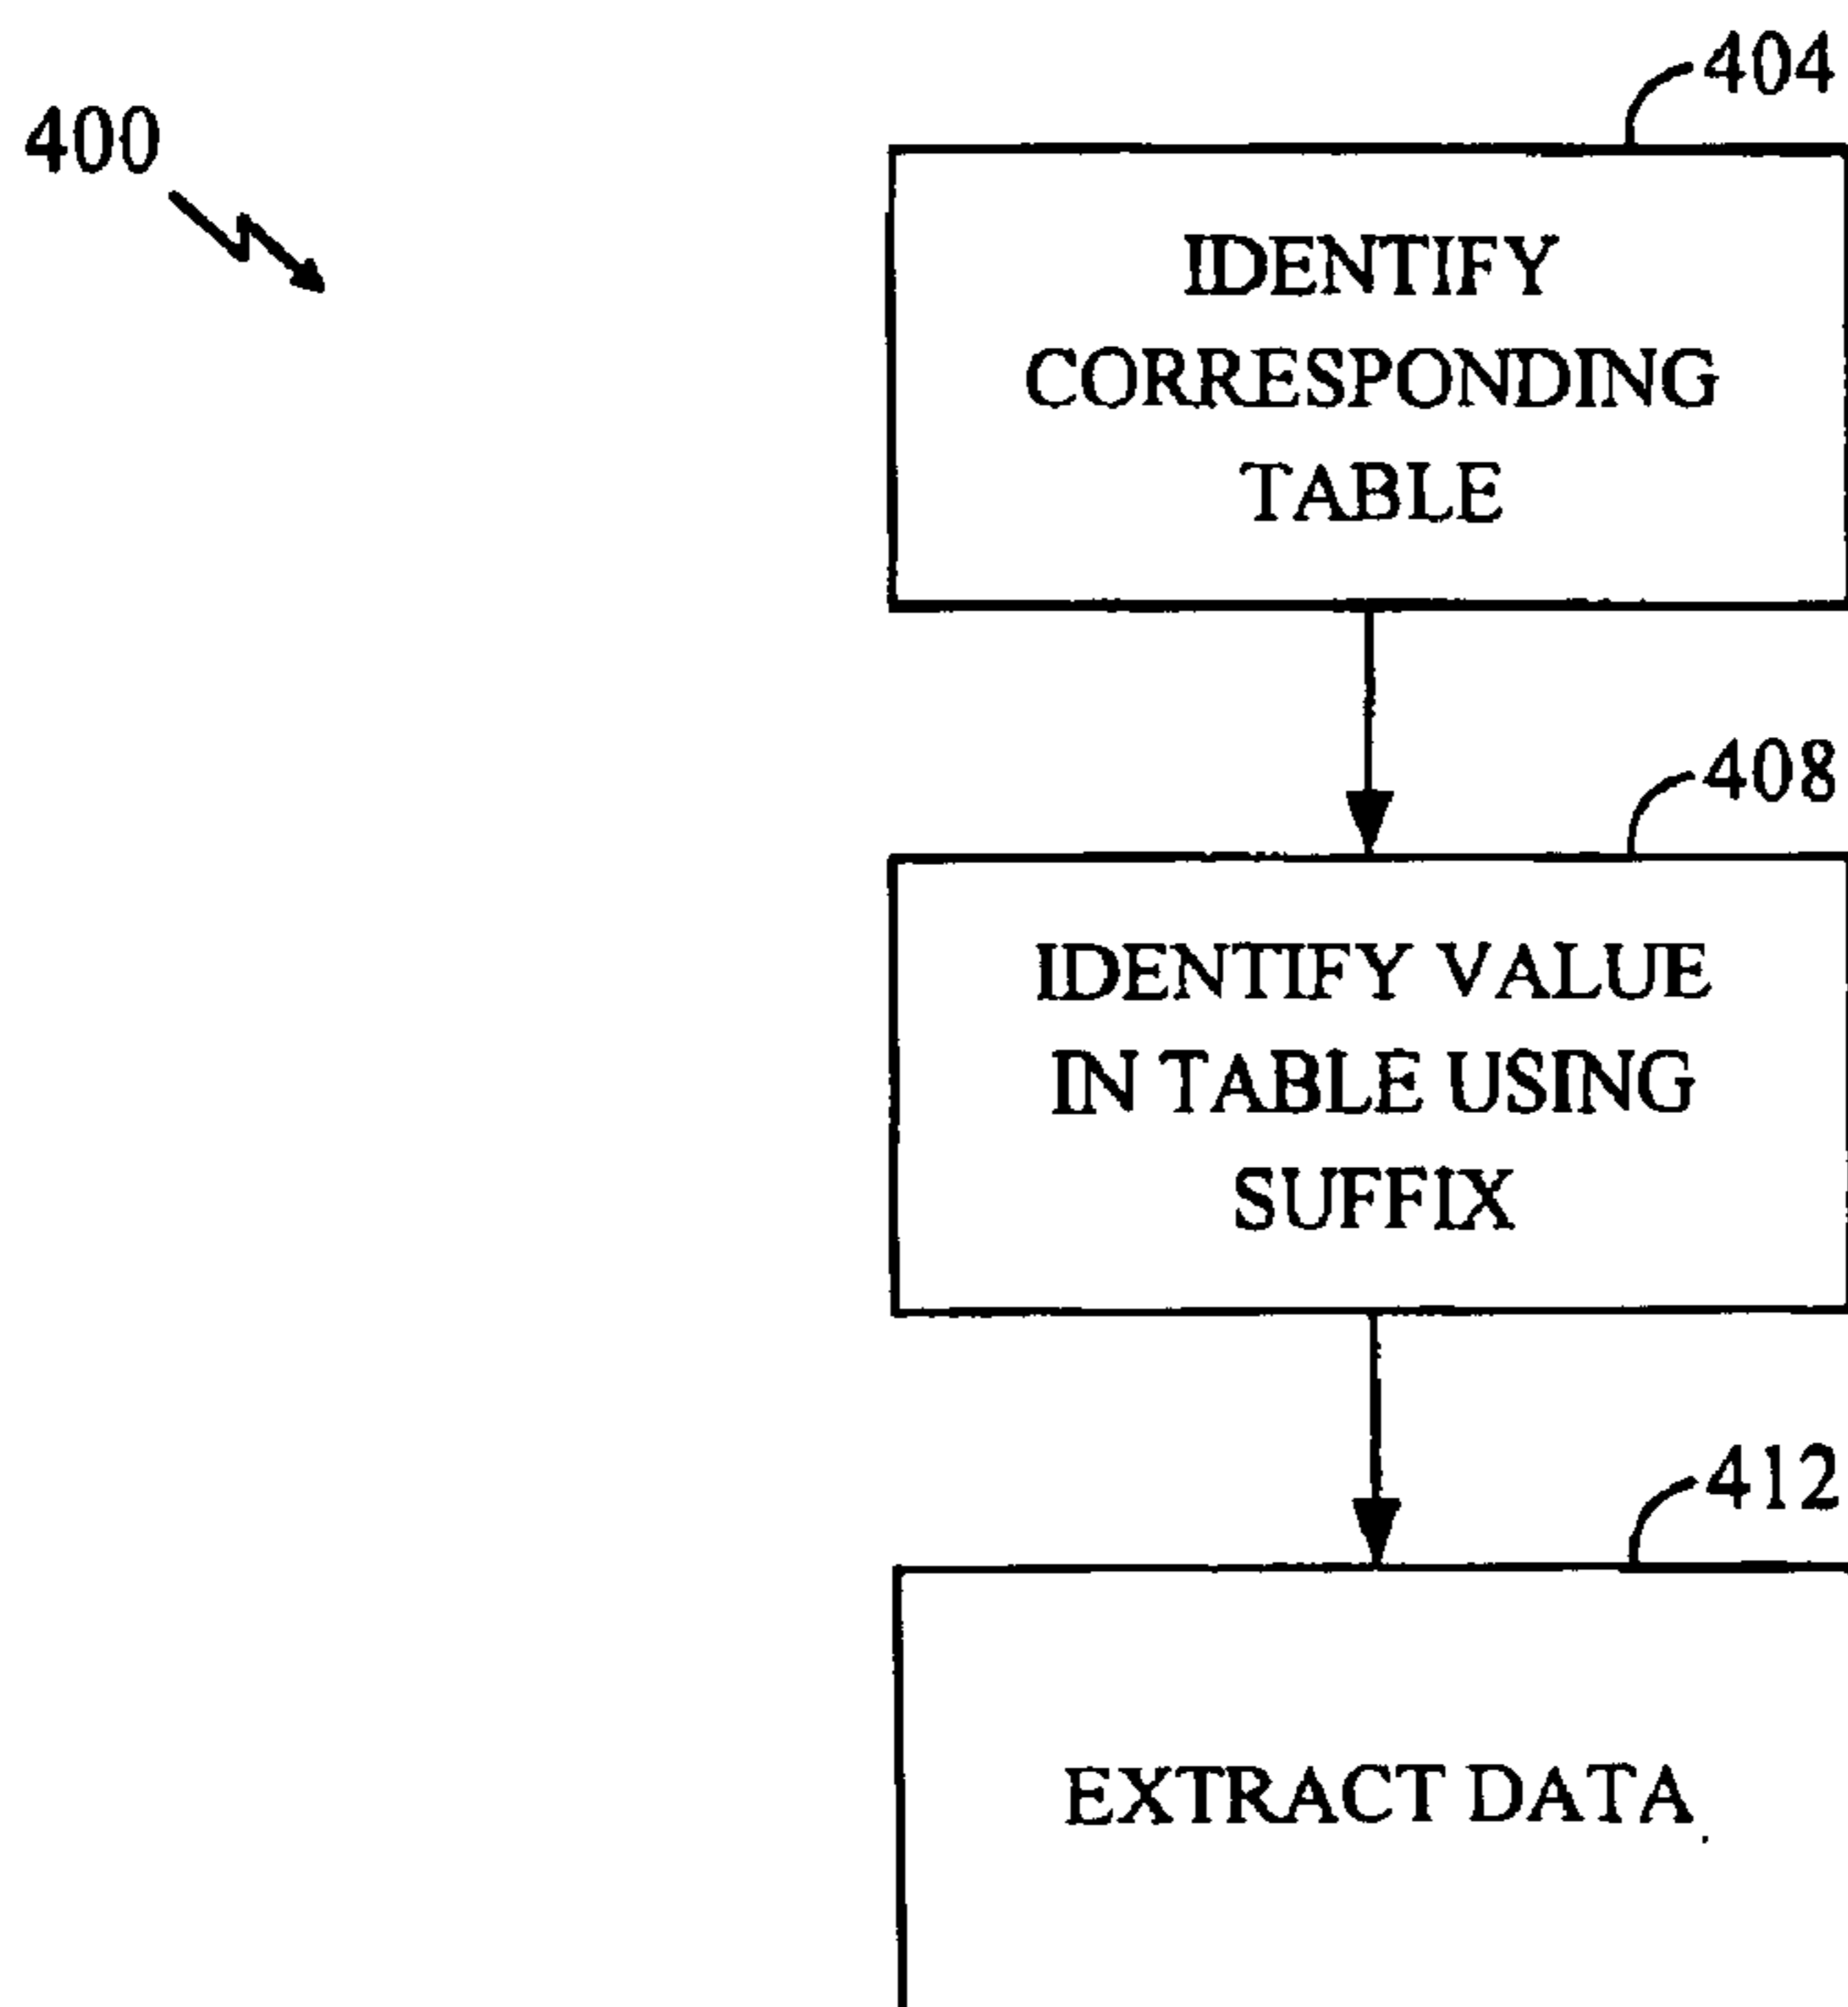 404
400
IDENTIFY
CORRESPONDING
TABLE
408
IDENTIFY VALUE
IN TABLE USING
SUFFIX
412
EXTRACT DATA